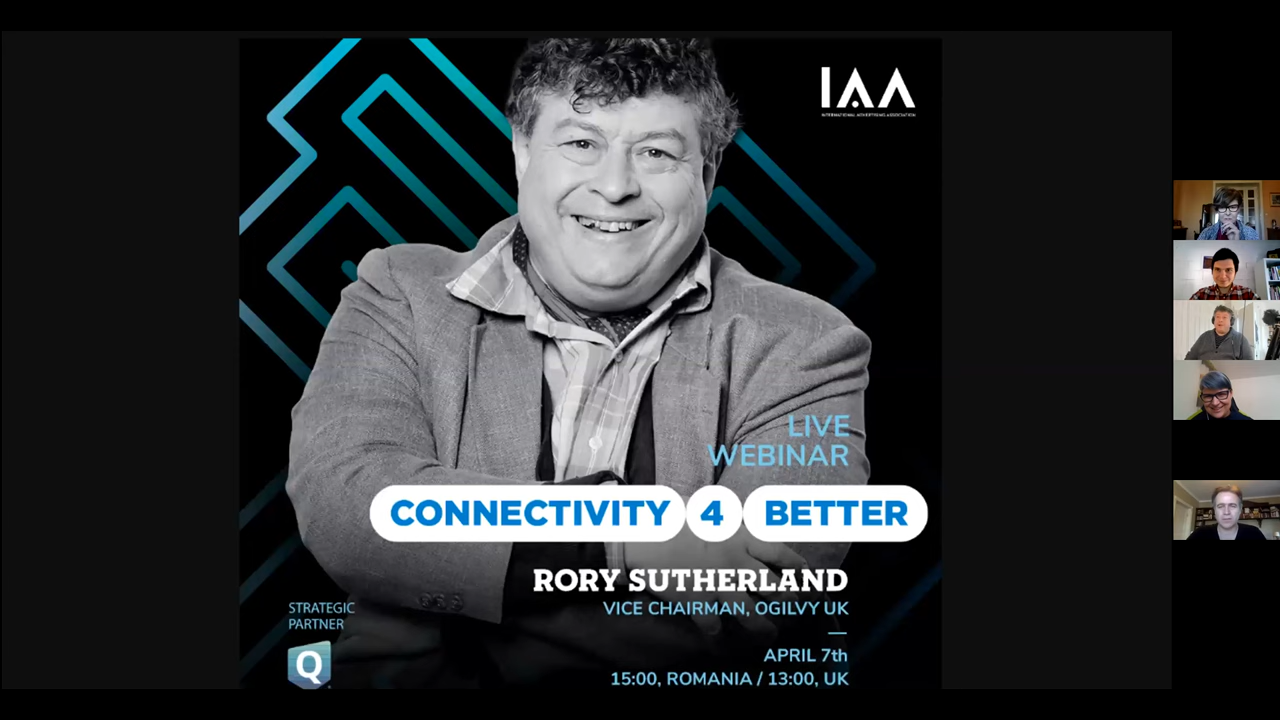 IAA
INTERNATIONAL ADVERTISING ASSOCIATION
LIVE
WEBINAR
CONNECTIVITY 4 BETTER
RORY SUTHERLAND
VICE CHAIRMAN, OGILVY UK
APRIL 7th
15:00, ROMANIA / 13:00, UK
STRATEGIC
PARTNER
Q